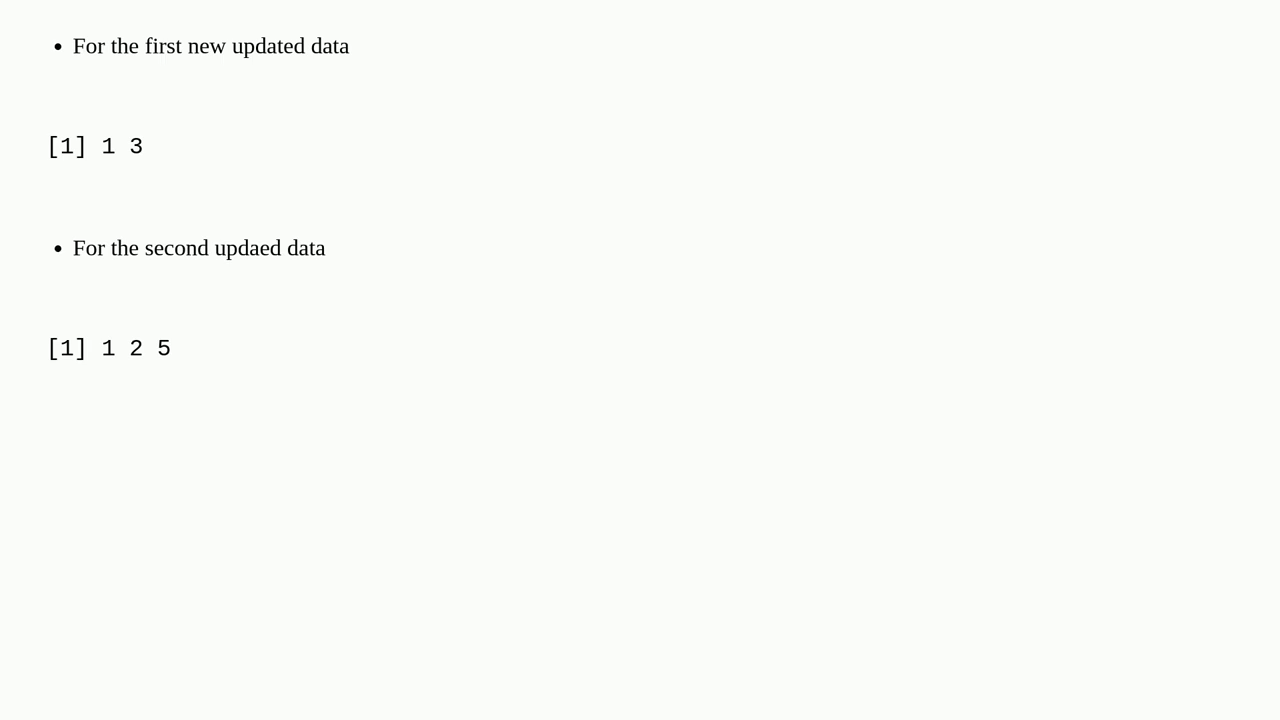 • For the first new updated data
[1] 1 3
• For the second updaed data
[1] 1 2 5